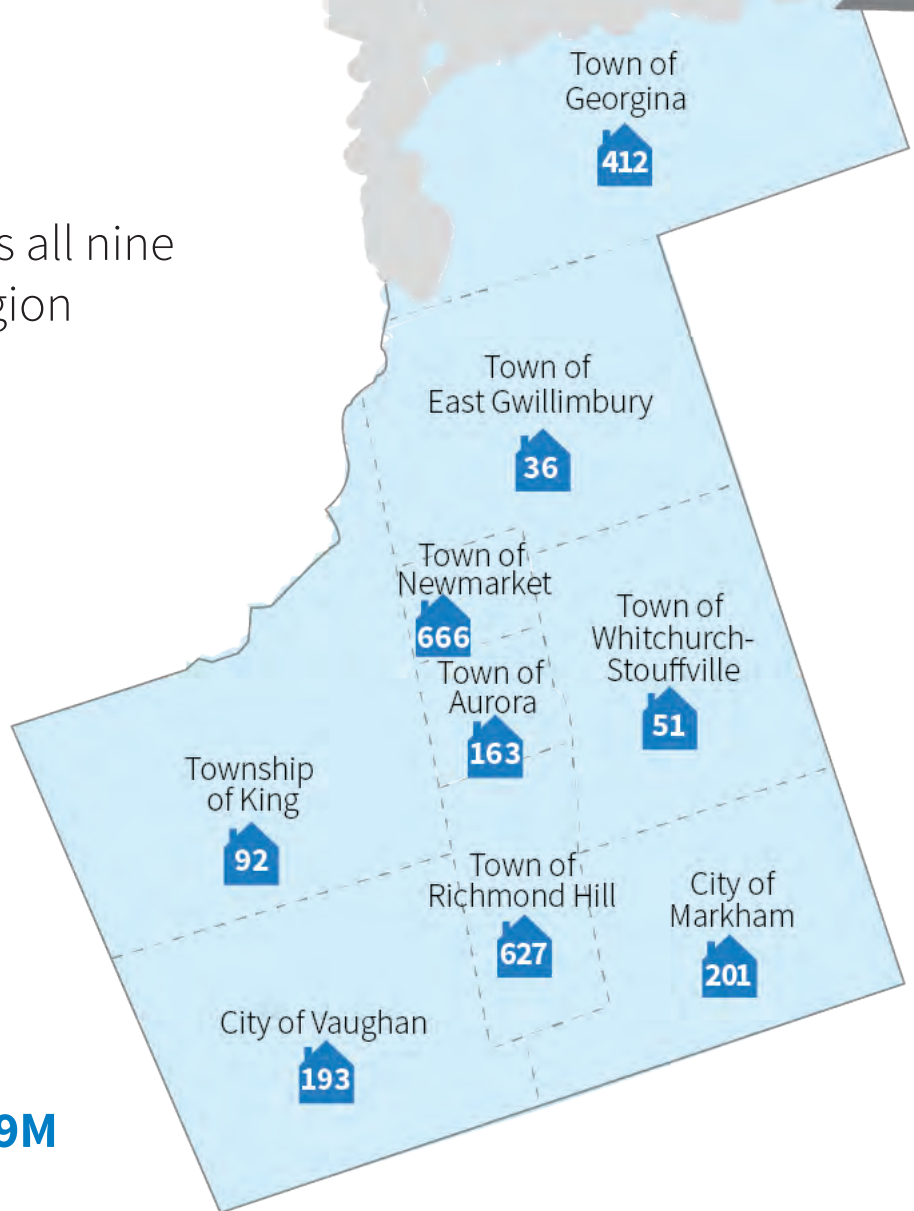 Town of
Georgina
412
s all nine
gion
Town of
East Gwillimbury
36
Town of
Newmarket
666
Town of
Whitchurch-
Stouffville
51
Town of
Aurora
163
Township
of King
92
Town of
Richmond Hill
627
City of
Markham
201
City of Vaughan
193
9M